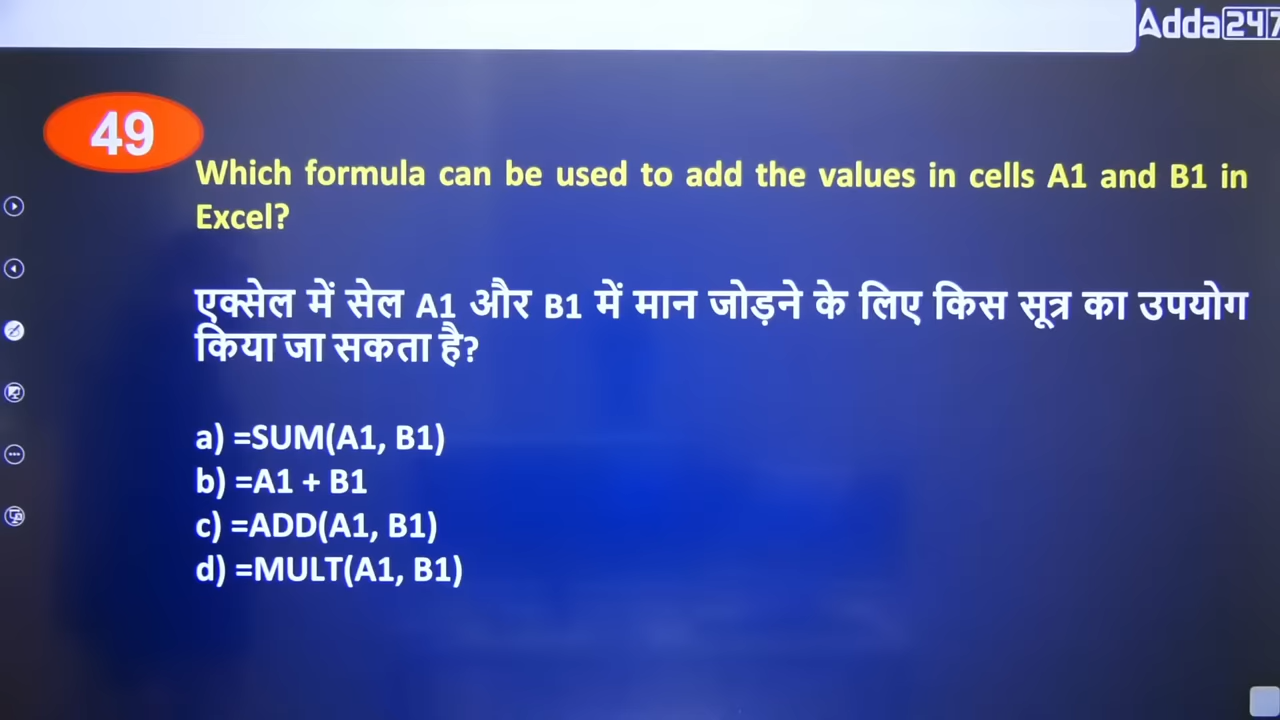 Adda247
49
Which formula can be used to add the values in cells A1 and B1 in
Excel?
एक्सेल में सेल A1 और B1 में मान जोड़ने के लिए किस सूत्र का उपयोग
किया जा सकता है?
a) =SUM(A1, B1)
b) =A1 + B1
c) =ADD(A1, B1)
d) =MULT(A1, B1)